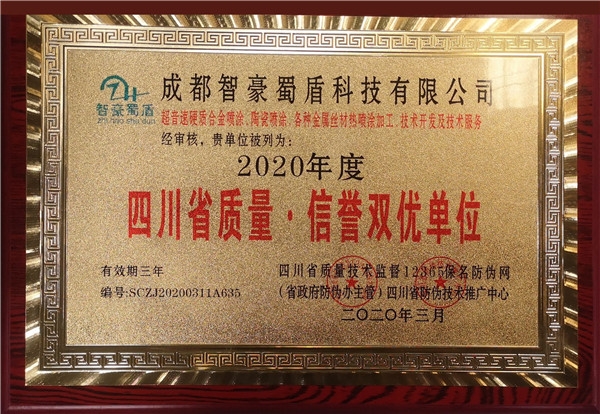 ZH
智豪蜀盾
zhi hao shu dun
成都智豪蜀盾科技有限公司
超音速硬质合金喷涂、陶瓷喷涂、各种金属丝材热喷涂加工、技术开发及技术服务
经审核,贵单位被列为:
2020年度
四川省质量·信誉双优单位
有效期三年
编号:SCZJ20200311A635
四川省质量技术监督12365保名防伪网
(省政府防伪办主管)四川省防伪技术推广中心
二〇二〇年三月